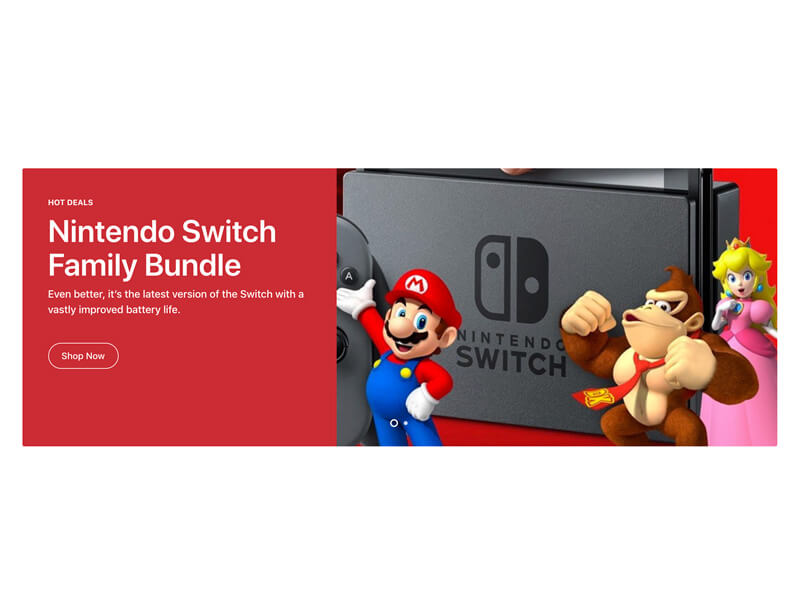 HOT DEALS
Nintendo Switch
Family Bundle
Even better, it’s the latest version of the Switch with a
vastly improved battery life.
Shop Now
A
M
NINTENDO
SWITCH
DK